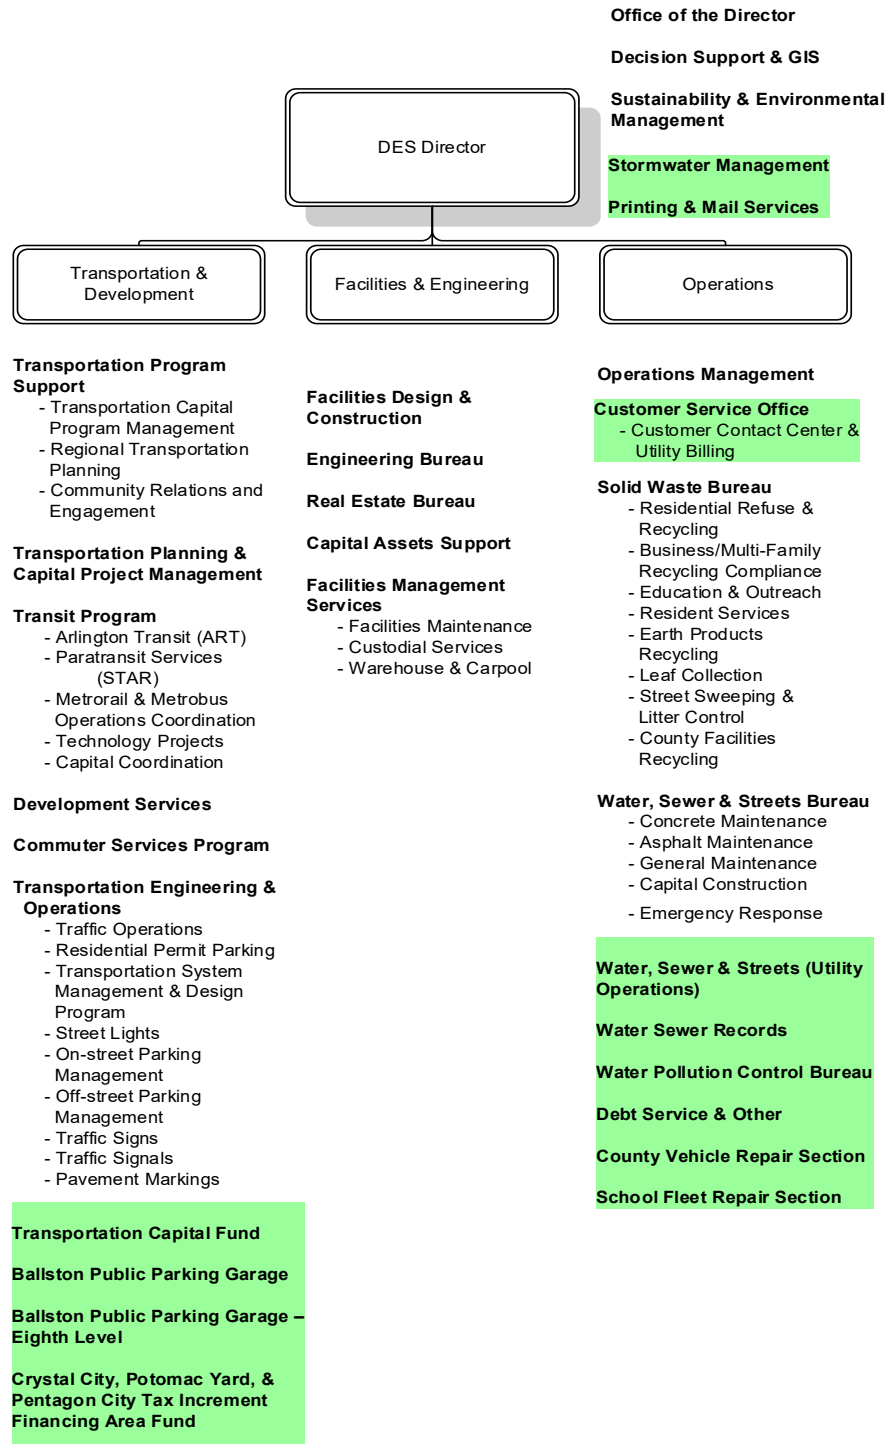 Office of the Director
Decision Support & GIS
Sustainability & Environmental
Management
Stormwater Management
Printing & Mail Services
DES Director
Transportation &
Development
Facilities & Engineering
Operations
Transportation Program
Support
- Transportation Capital
Program Management
- Regional Transportation
Planning
- Community Relations and
Engagement
Transportation Planning &
Capital Project Management
Transit Program
- Arlington Transit (ART)
- Paratransit Services
(STAR)
- Metrorail & Metrobus
Operations Coordination
- Technology Projects
- Capital Coordination
Development Services
Commuter Services Program
Transportation Engineering &
Operations
- Traffic Operations
- Residential Permit Parking
- Transportation System
Management & Design
Program
- Street Lights
- On-street Parking
Management
- Off-street Parking
Management
- Traffic Signs
- Traffic Signals
- Pavement Markings
Transportation Capital Fund
Ballston Public Parking Garage
Ballston Public Parking Garage –
Eighth Level
Crystal City, Potomac Yard, &
Pentagon City Tax Increment
Financing Area Fund
Facilities Design &
Construction
Engineering Bureau
Real Estate Bureau
Capital Assets Support
Facilities Management
Services
- Facilities Maintenance
- Custodial Services
- Warehouse & Carpool
Operations Management
Customer Service Office
- Customer Contact Center &
Utility Billing
Solid Waste Bureau
- Residential Refuse &
Recycling
- Business/Multi-Family
Recycling Compliance
- Education & Outreach
- Resident Services
- Earth Products
Recycling
- Leaf Collection
- Street Sweeping &
Litter Control
- County Facilities
Recycling
Water, Sewer & Streets Bureau
- Concrete Maintenance
- Asphalt Maintenance
- General Maintenance
- Capital Construction
- Emergency Response
Water, Sewer & Streets (Utility
Operations)
Water Sewer Records
Water Pollution Control Bureau
Debt Service & Other
County Vehicle Repair Section
School Fleet Repair Section